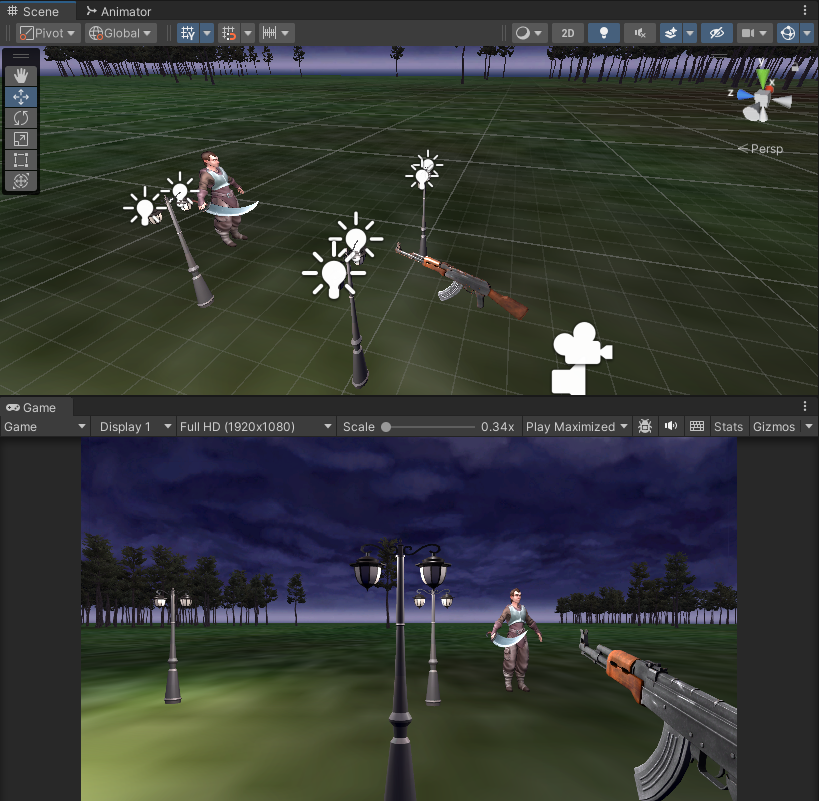 Scene Animator
Pivot Global 2D
y
x
z
Persp
Game
Game Display 1 Full HD (1920x1080) Scale 0.34x Play Maximized Stats Gizmos